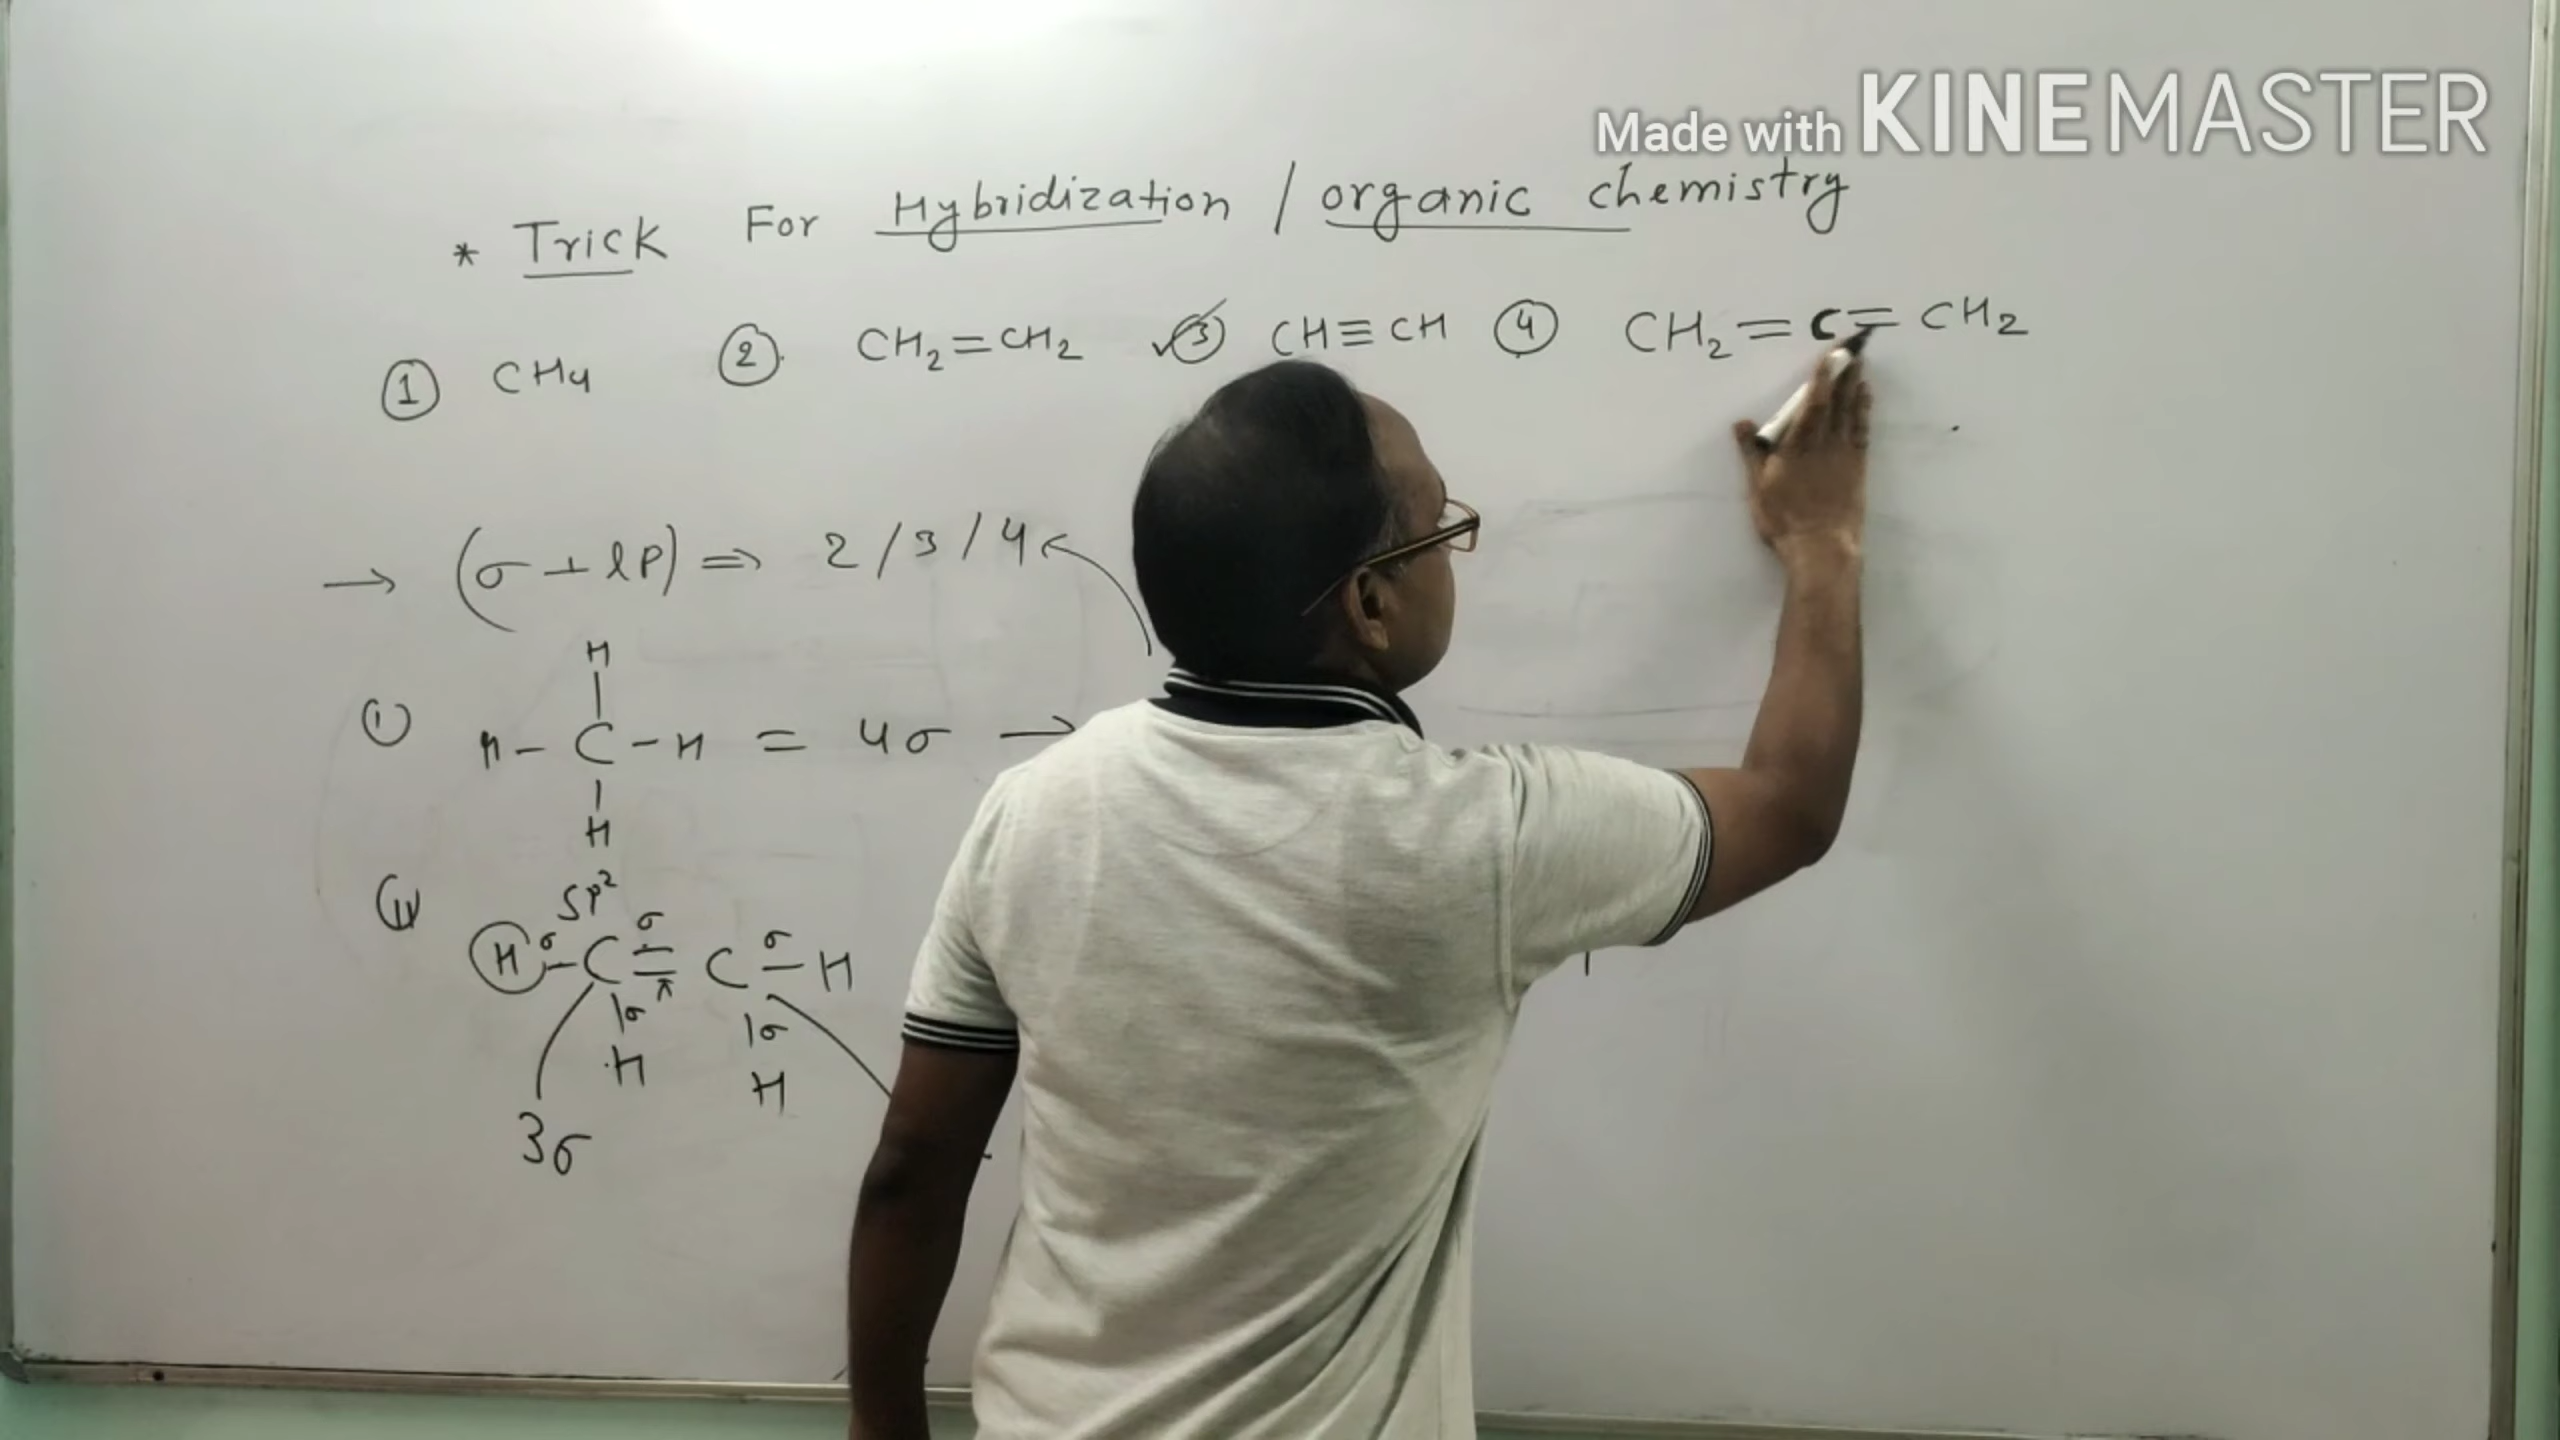 Made with KINEMASTER
* Trick For Hybridization / organic chemistry
① CH₄ ② CH₂=CH₂ ✓③ CH≡CH ④ CH₂=C=CH₂
→ (σ + lp) ⇒ 2/3/4
H
|
(i) H-C-H = 4σ →
|
H
sp²
(ii) H σ C σ = π C σ H
σ σ
H H
3σ